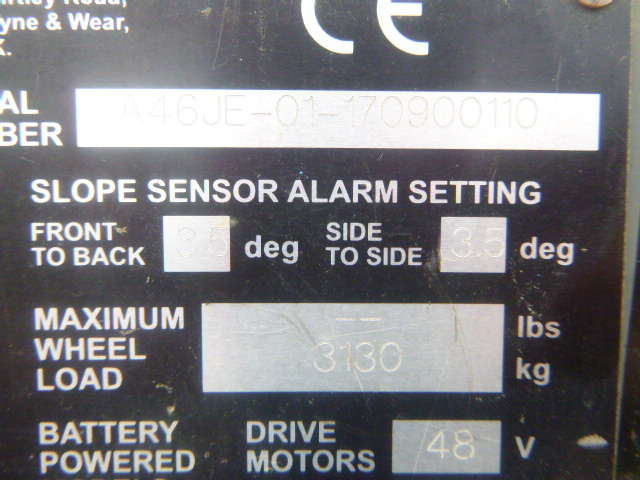 yne & Wear,
K.
CE
AL
BER A46JE-01-170900110
SLOPE SENSOR ALARM SETTING
FRONT TO BACK 3.5 deg SIDE TO SIDE 3.5 deg
MAXIMUM WHEEL LOAD -- lbs
3130 kg
BATTERY POWERED DRIVE MOTORS 48 V